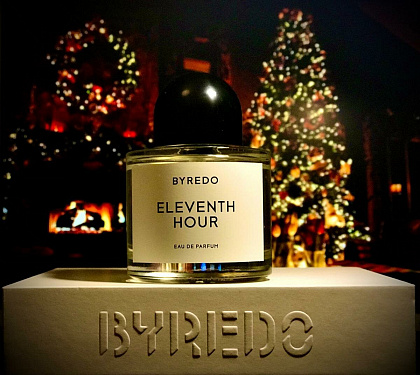 BYREDO
ELEVENTH
HOUR
EAU DE PARFUM
BYREDO